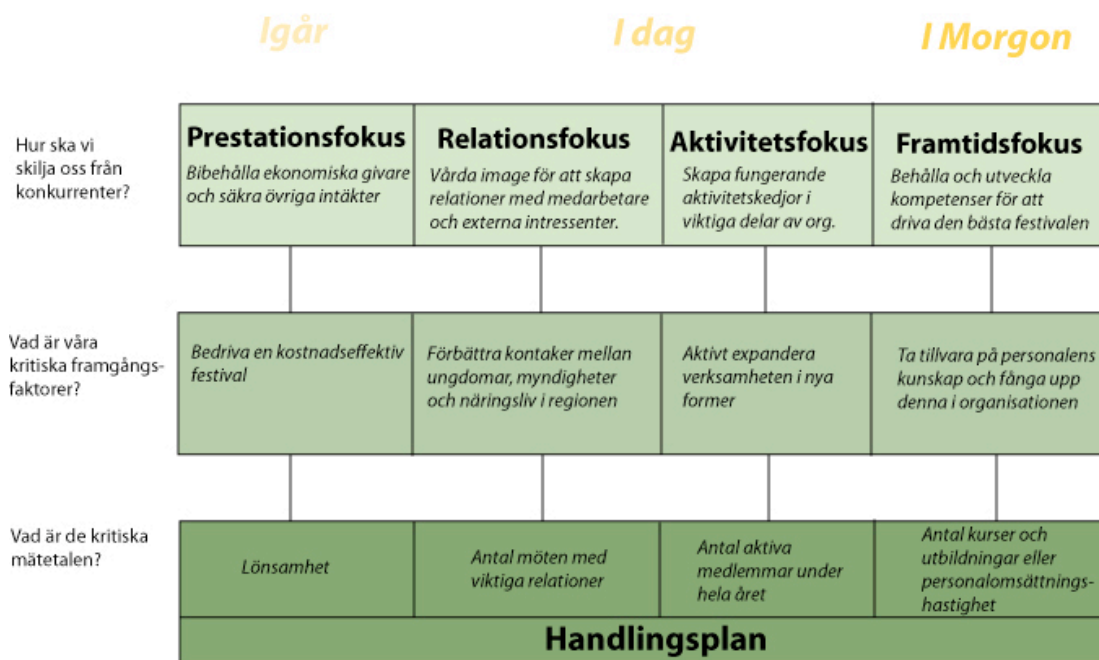 Igår
I dag
I Morgon
Hur ska vi
skilja oss från
konkurrenter?
Prestationsfokus
Bibehålla ekonomiska givare
och säkra övriga intäkter
Relationsfokus
Vårda image för att skapa
relationer med medarbetare
och externa intressenter.
Aktivitetsfokus
Skapa fungerande
aktivitetskedjor i
viktiga delar av org.
Framtidsfokus
Behålla och utveckla
kompetenser för att
driva den bästa festivalen
Vad är våra
kritiska framgångs-
faktorer?
Bedriva en kostnadseffektiv
festival
Förbättra kontaker mellan
ungdomar, myndigheter
och näringsliv i regionen
Aktivt expandera
verksamheten i nya
former
Ta tillvara på personalens
kunskap och fånga upp
denna i organisationen
Vad är de kritiska
mätetalen?
Lönsamhet
Antal möten med
viktiga relationer
Antal aktiva
medlemmar under
hela året
Antal kurser och
utbildningar eller
personalomsättnings-
hastighet
Handlingsplan